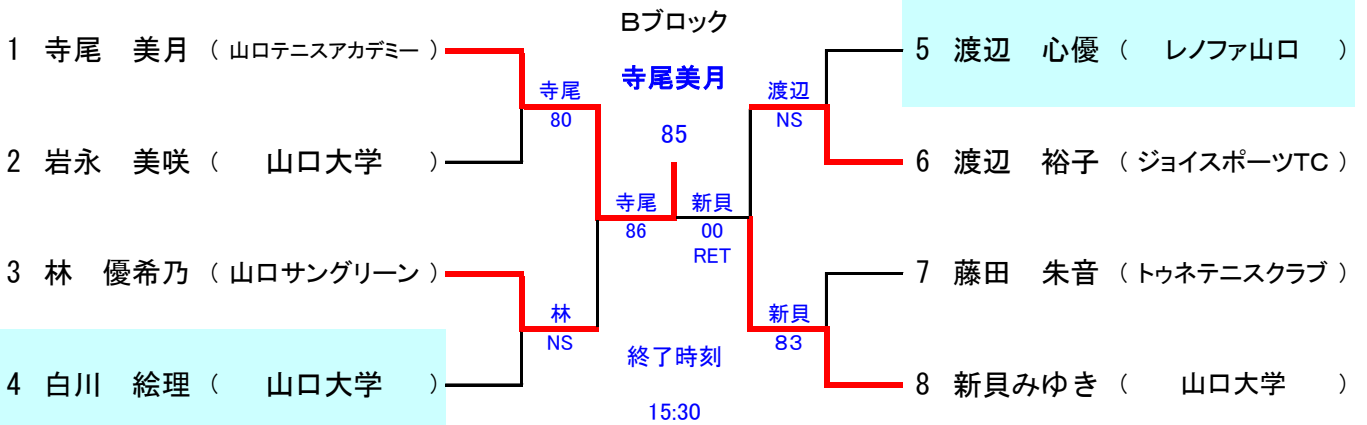 Bブロック
1 寺尾 美月 ( 山口テニスアカデミー )
寺尾
80
2 岩永 美咲 ( 山口大学 )
寺尾
86
3 林 優希乃 ( 山口サングリーン )
林
NS
4 白川 絵理 ( 山口大学 )
寺尾美月
85
新貝
00
RET
終了時刻
15:30
5 渡辺 心優 ( レノファ山口 )
渡辺
NS
6 渡辺 裕子 ( ジョイスポーツTC )
7 藤田 朱音 ( トゥネテニスクラブ )
新貝
83
8 新貝みゆき ( 山口大学 )